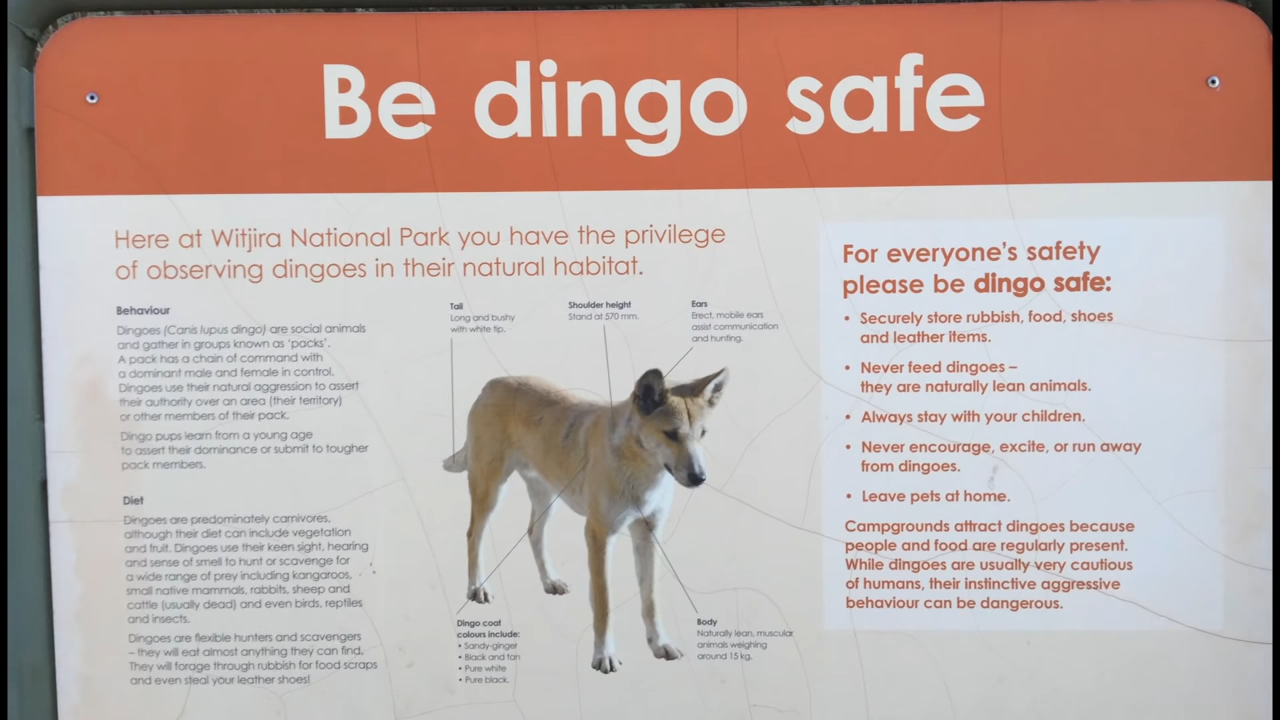 Be dingo safe
Here at Witjira National Park you have the privilege
of observing dingoes in their natural habitat.
Behaviour
Dingoes (Canis lupus dingo) are social animals
and gather in groups known as 'packs'.
A pack has a chain of command with
a dominant male and female in control.
Dingoes use their natural aggression to assert
their authority over an area (their territory)
or other members of their pack.
Dingo pups learn from a young age
to assert their dominance or submit to tougher
pack members.
Diet
Dingoes are predominately carnivores,
although their diet can include vegetation
and fruit. Dingoes use their keen sight, hearing
and sense of smell to hunt or scavenge for
a wide range of prey including kangaroos,
small native mammals, rabbits, sheep and
cattle (usually dead) and even birds, reptiles
and insects.
Dingoes are flexible hunters and scavengers
– they will eat almost anything they can find.
They will forage through rubbish for food scraps
and even steal your leather shoes!
Tail
Long and bushy
with white tip.
Shoulder height
Stand at 570 mm.
Ears
Erect, mobile ears
assist communication
and hunting.
Dingo coat
colours include:
• Sandy-ginger
• Black and tan
• Pure white
• Pure black.
Body
Naturally lean, muscular
animals weighing
around 15 kg.
For everyone's safety
please be dingo safe:
• Securely store rubbish, food, shoes
and leather items.
• Never feed dingoes –
they are naturally lean animals.
• Always stay with your children.
• Never encourage, excite, or run away
from dingoes.
• Leave pets at home.
Campgrounds attract dingoes because
people and food are regularly present.
While dingoes are usually very cautious
of humans, their instinctive aggressive
behaviour can be dangerous.